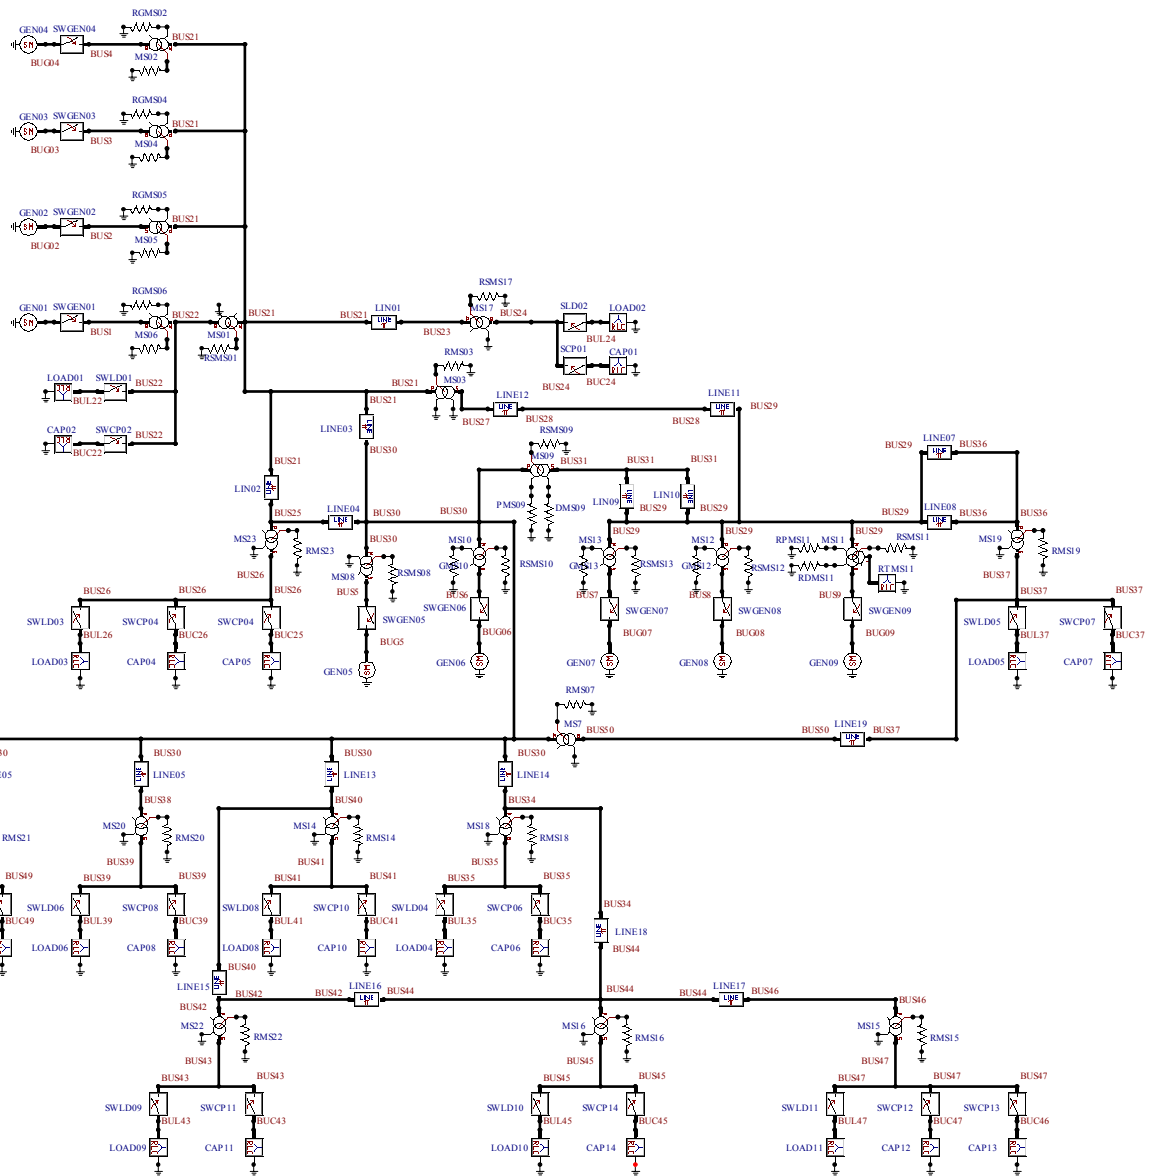 RGMS02
GEN04 SWGEN04
BUS21
BUS4
MS02
BUG04
RGMS04
GEN03 SWGEN03
BUS21
BUS3
MS04
BUG03
RGMS05
GEN02 SWGEN02
BUS21
BUS2
MS05
BUG02
RSMS17
RGMS06
GEN01 SWGEN01
BUS22
BUS21
BUS21
LIN01
MS17
BUS24
SLD02
LOAD02
BUS1
MS06
MS01
BUS23
BUL24
RSMS01
SCP01
CAP01
RSMS03
LOAD01 SWLD01
BUS22
BUS21
MS03
BUS24
BUC24
BUL22
BUS21
LINE12
LINE11
BUS29
BUS27
BUS28
BUS28
CAP02 SWCP02
BUS22
LINE03
RSMS09
LINE07
BUC22
BUS30
MS09
BUS29
BUS36
BUS21
BUS31
BUS31
BUS31
LIN02
LIN09
LIN10
PMS09
DMS09
BUS29
BUS29
BUS25
LINE04
BUS30
BUS30
BUS29
LINE08
BUS36
MS23
BUS30
MS10
MS13
BUS29
MS12
BUS29
RPMS11
MS11
BUS29
RSMS11
MS19
BUS36
RMS23
MS08
RSMS08
GMS10
RSMS10
GMS13
RSMS13
GMS12
RSMS12
RDMS11
RTMS11
RMS19
BUS26
BUS37
BUS26
BUS26
BUS26
BUS5
BUS6
BUS7
BUS8
BUS9
BUS37
BUS37
SWLD03
SWCP04
SWCP04
SWGEN05
SWGEN06
SWGEN07
SWGEN08
SWGEN09
SWLD05
SWCP07
BUL26
BUC26
BUC25
BUG5
BUG06
BUG07
BUG08
BUG09
BUL37
BUC37
LOAD03
CAP04
CAP05
GEN05
GEN06
GEN07
GEN08
GEN09
LOAD05
CAP07
RMS07
MS7
BUS50
BUS50
LINE19
BUS37
30
BUS30
BUS30
BUS30
E05
LINE05
LINE13
LINE14
BUS38
BUS40
BUS34
RMS21
MS20
RMS20
MS14
RMS14
MS18
RMS18
BUS39
BUS41
BUS35
BUS49
BUS39
BUS39
BUS41
BUS41
BUS35
BUS35
SWLD06
SWCP08
SWLD08
SWCP10
SWLD04
SWCP06
BUS34
BUC49
BUL39
BUC39
BUL41
BUC41
BUL35
BUC35
LINE18
LOAD06
CAP08
LOAD08
CAP10
LOAD04
CAP06
BUS44
BUS40
LINE15
BUS42
BUS42
LINE16
BUS44
BUS44
BUS44
LINE17
BUS46
BUS42
BUS46
MS22
RMS22
MS16
RMS16
MS15
RMS15
BUS43
BUS45
BUS47
BUS43
BUS43
BUS45
BUS45
BUS47
BUS47
BUS47
SWLD09
SWCP11
SWLD10
SWCP14
SWLD11
SWCP12
SWCP13
BUL43
BUC43
BUL45
BUC45
BUL47
BUC47
BUC46
LOAD09
CAP11
LOAD10
CAP14
LOAD11
CAP12
CAP13